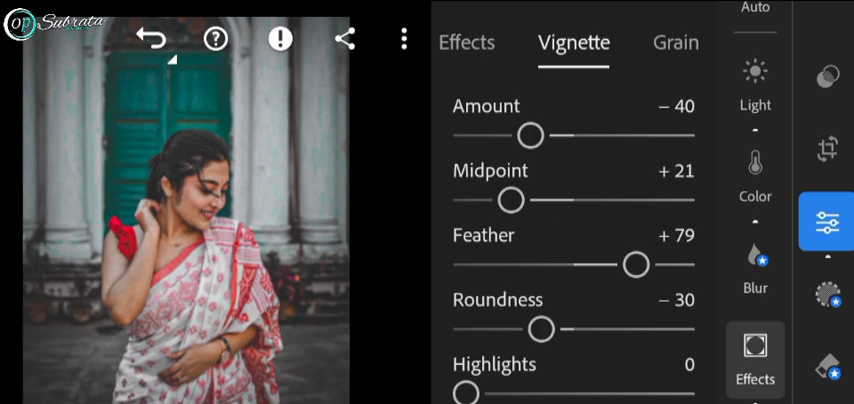 OP Subrata
Auto
Effects Vignette Grain
Amount - 40
Midpoint + 21
Feather + 79
Roundness - 30
Highlights 0
Light
Color
Blur
Effects